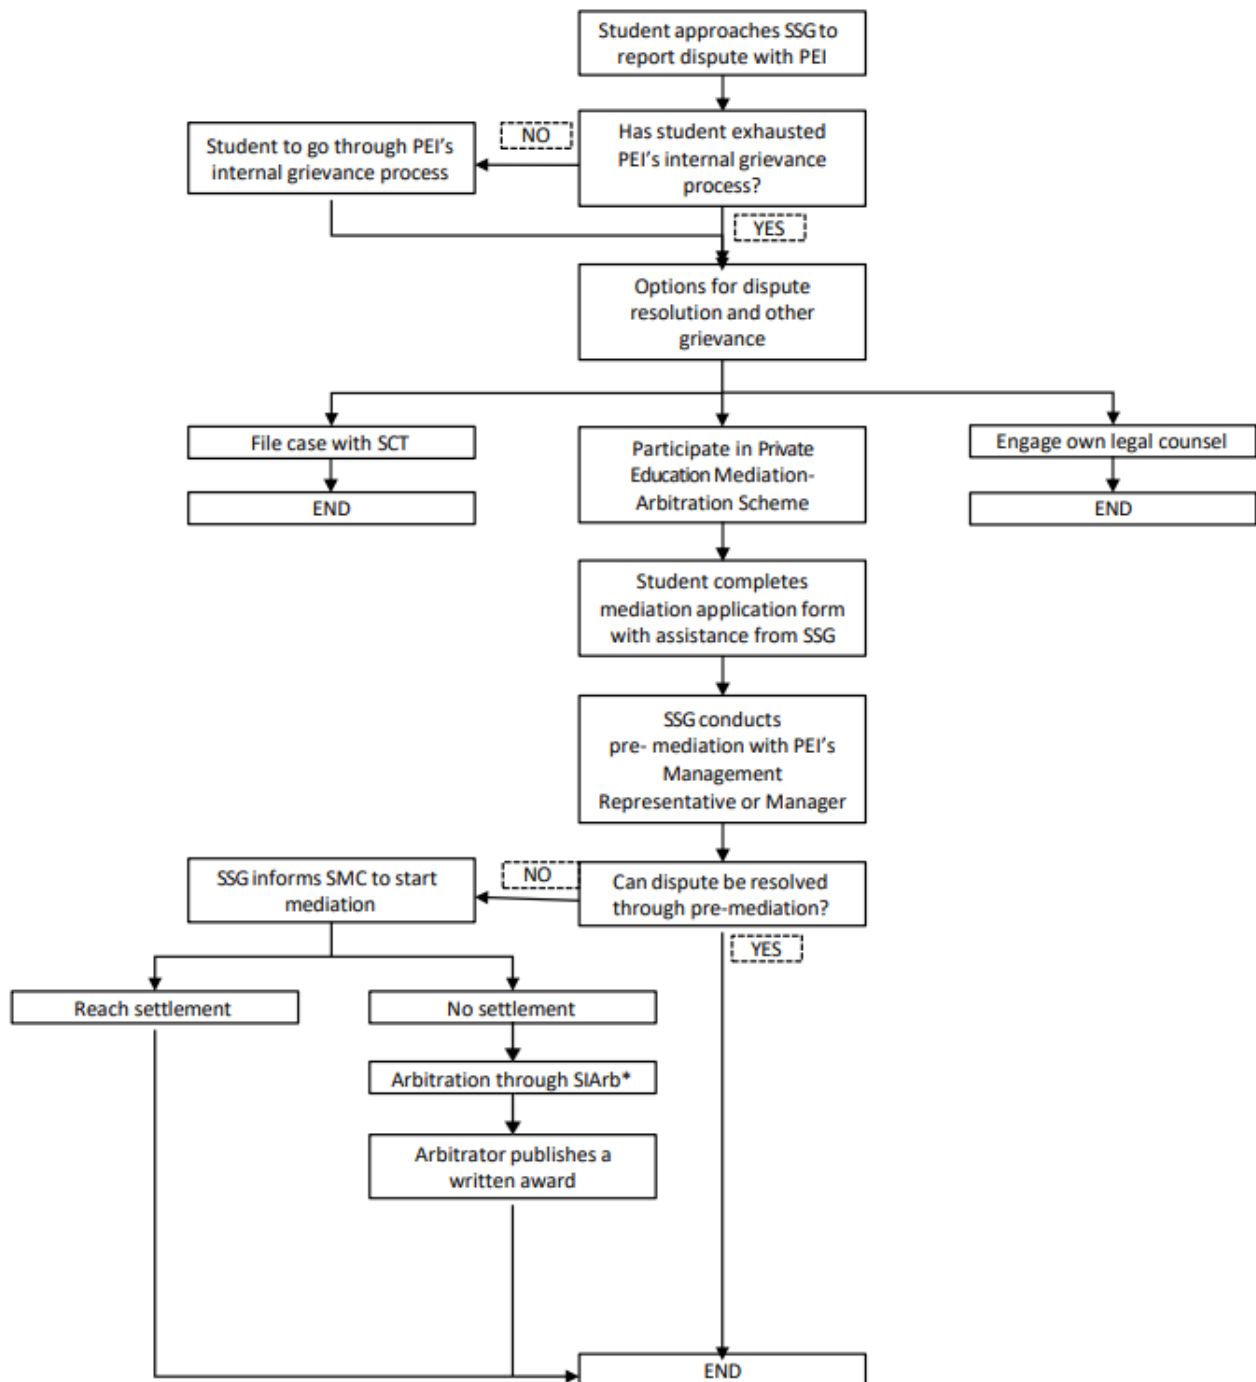 Student approaches SSG to
report dispute with PEI
NO
Has student exhausted
PEI's internal grievance
process?
Student to go through PEI's
internal grievance process
YES
Options for dispute
resolution and other
grievance
File case with SCT
END
Participate in Private
Education Mediation-
Arbitration Scheme
Engage own legal counsel
END
Student completes
mediation application form
with assistance from SSG
SSG conducts
pre- mediation with PEI's
Management
Representative or Manager
Can dispute be resolved
through pre-mediation?
NO
SSG informs SMC to start
mediation
YES
Reach settlement
No settlement
Arbitration through SIArb*
Arbitrator publishes a
written award
END